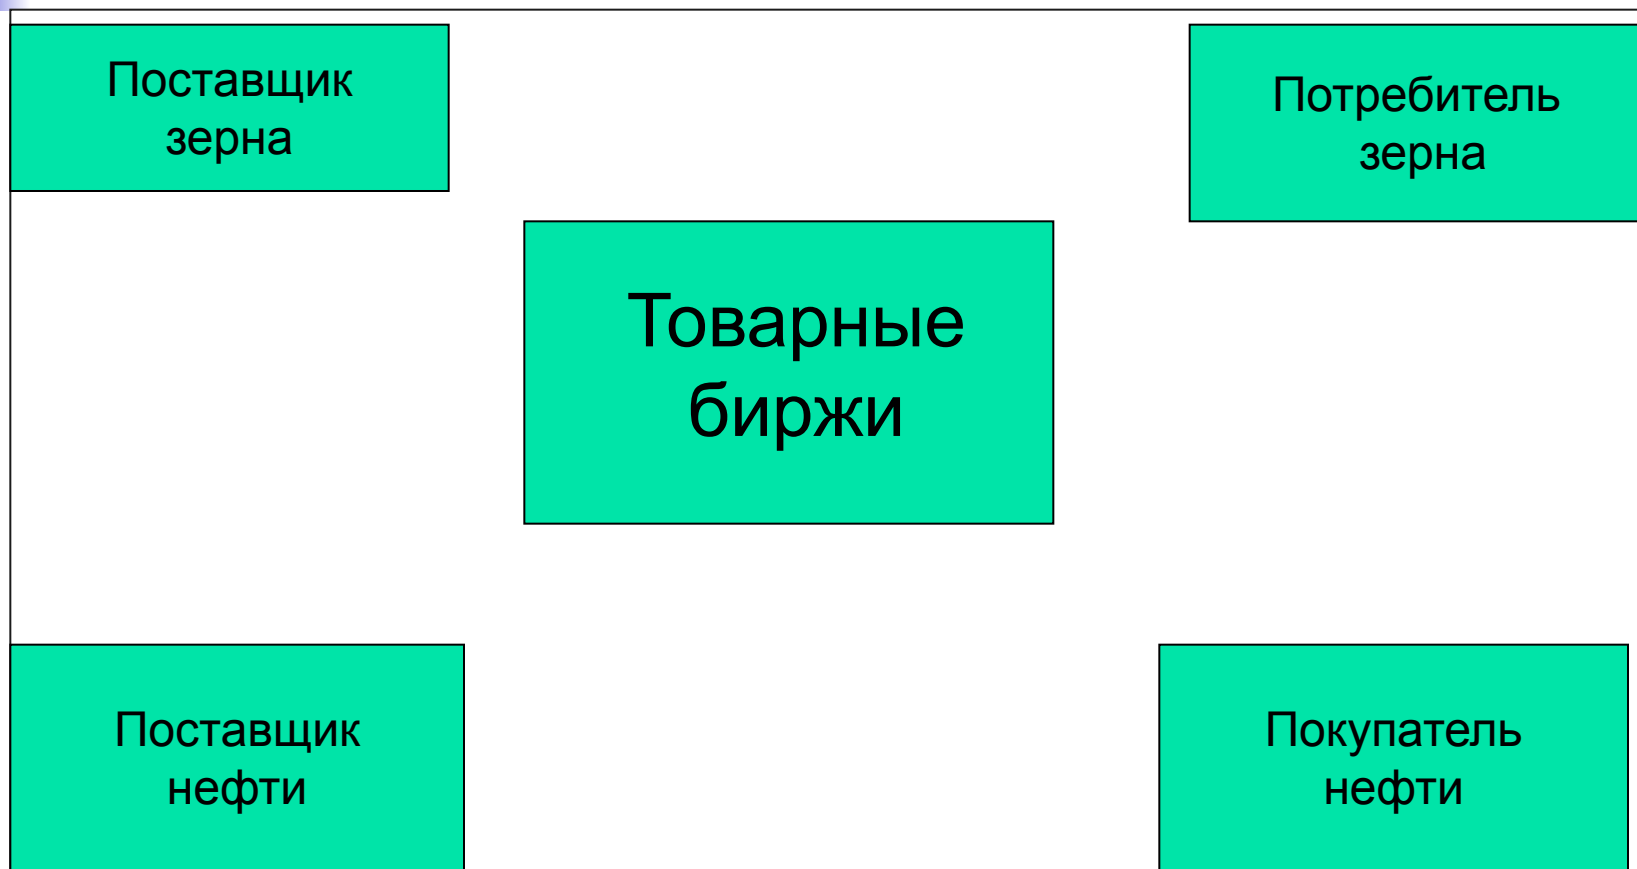 Поставщик
зерна
Потребитель
зерна
Товарные
биржи
Поставщик
нефти
Покупатель
нефти